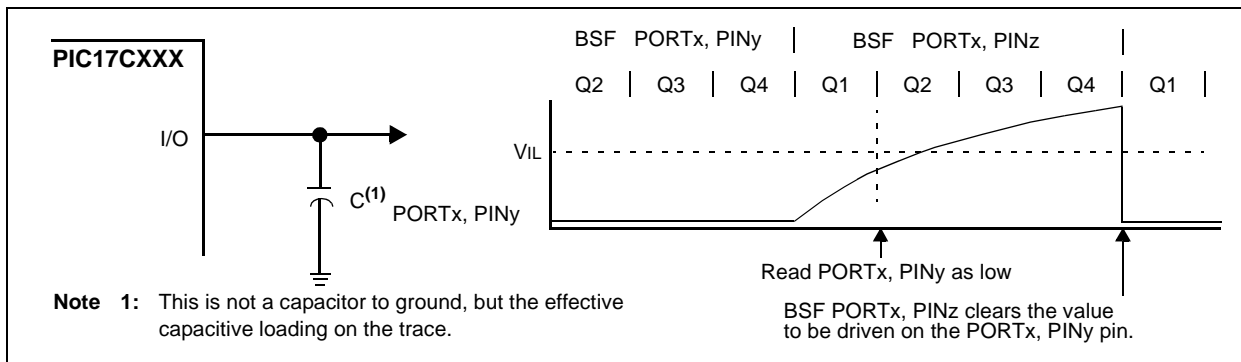 PIC17CXXX
I/O
C(1)
BSF PORTx, PINy | BSF PORTx, PINz |
Q2 | Q3 | Q4 | Q1 | Q2 | Q3 | Q4 | Q1 |
VIL
PORTx, PINy
Read PORTx, PINy as low
BSF PORTx, PINz clears the value
to be driven on the PORTx, PINy pin.
Note 1: This is not a capacitor to ground, but the effective
capacitive loading on the trace.